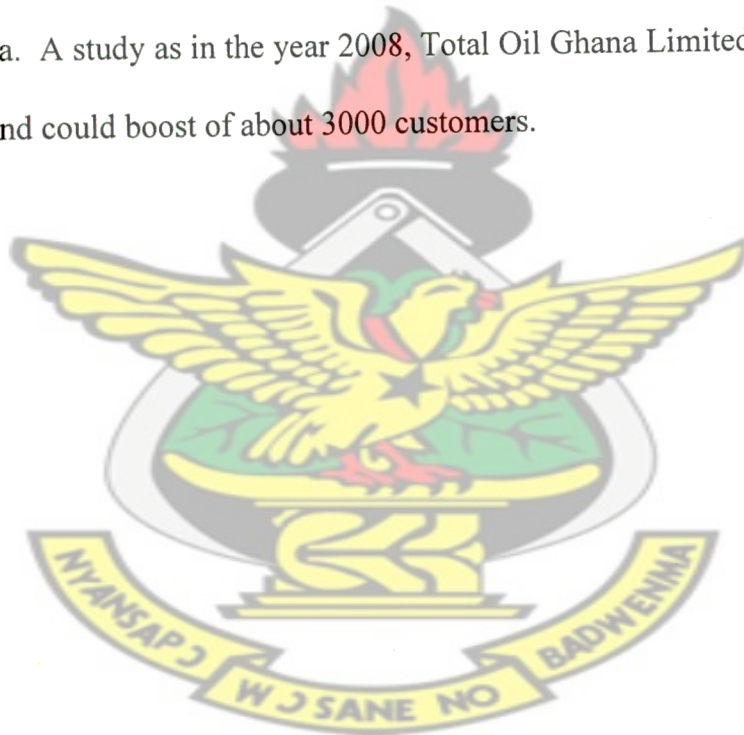 a. A study as in the year 2008, Total Oil Ghana Limited
nd could boost of about 3000 customers.
NYANSAPƆ
WƆSANE NO
BADWENMA